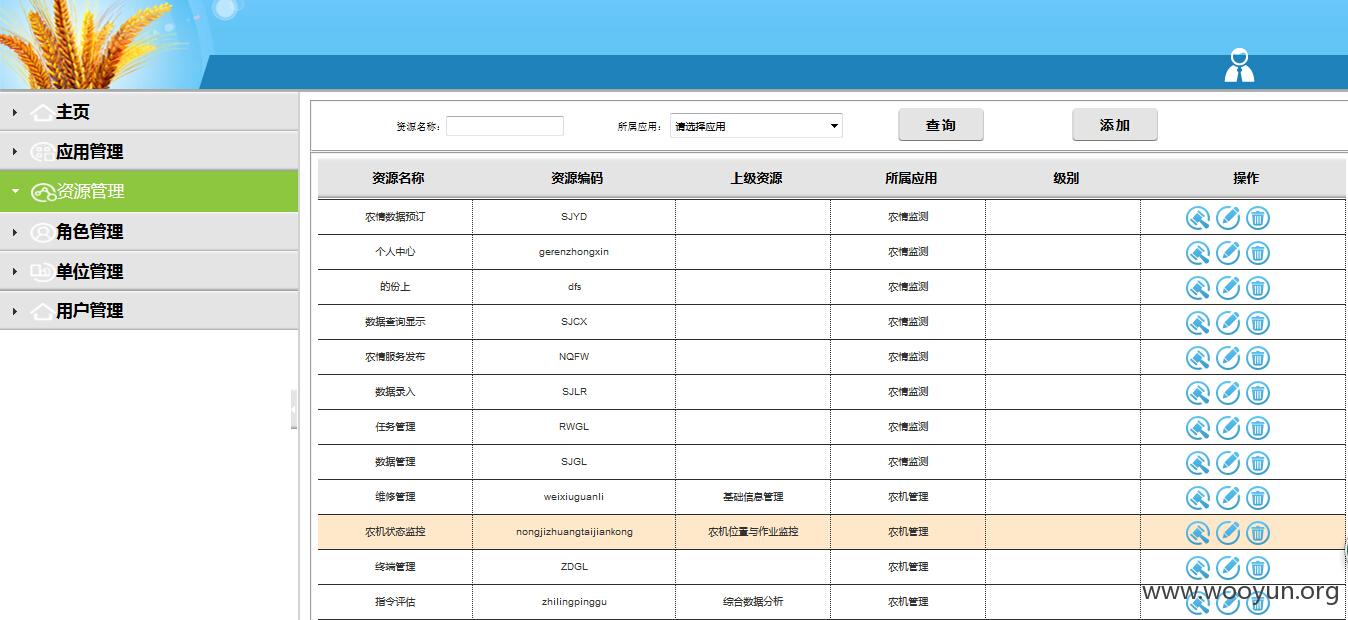 主页
应用管理
资源管理
角色管理
单位管理
用户管理
资源名称： 所属应用： 请选择应用 查询 添加
资源名称 资源编码 上级资源 所属应用 级别 操作
农情数据预订 SJYD 农情监测
个人中心 gerenzhongxin 农情监测
的份上 dfs 农情监测
数据查询显示 SJCX 农情监测
农情服务发布 NQFW 农情监测
数据录入 SJLR 农情监测
任务管理 RWGL 农情监测
数据管理 SJGL 农情监测
维修管理 weixiuguanli 基础信息管理 农机管理
农机状态监控 nongjizhuangtaijiankong 农机位置与作业监控 农机管理
终端管理 ZDGL 农机管理
指令评估 zhilingpinggu 综合数据分析 农机管理
www.wooyun.org